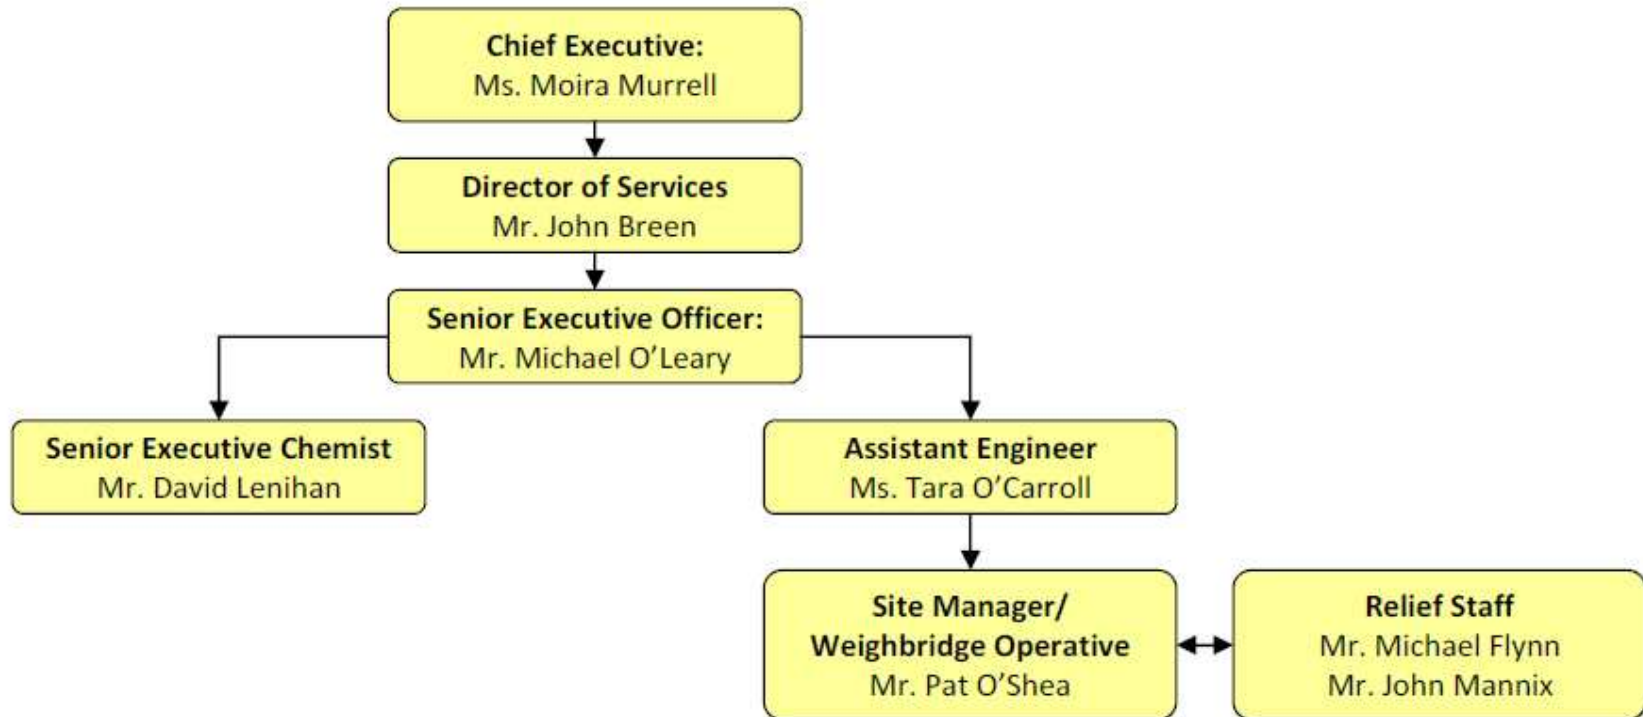 Chief Executive:
Ms. Moira Murrell
Director of Services
Mr. John Breen
Senior Executive Officer:
Mr. Michael O’Leary
Senior Executive Chemist
Mr. David Lenihan
Assistant Engineer
Ms. Tara O’Carroll
Site Manager/
Weighbridge Operative
Mr. Pat O’Shea
Relief Staff
Mr. Michael Flynn
Mr. John Mannix